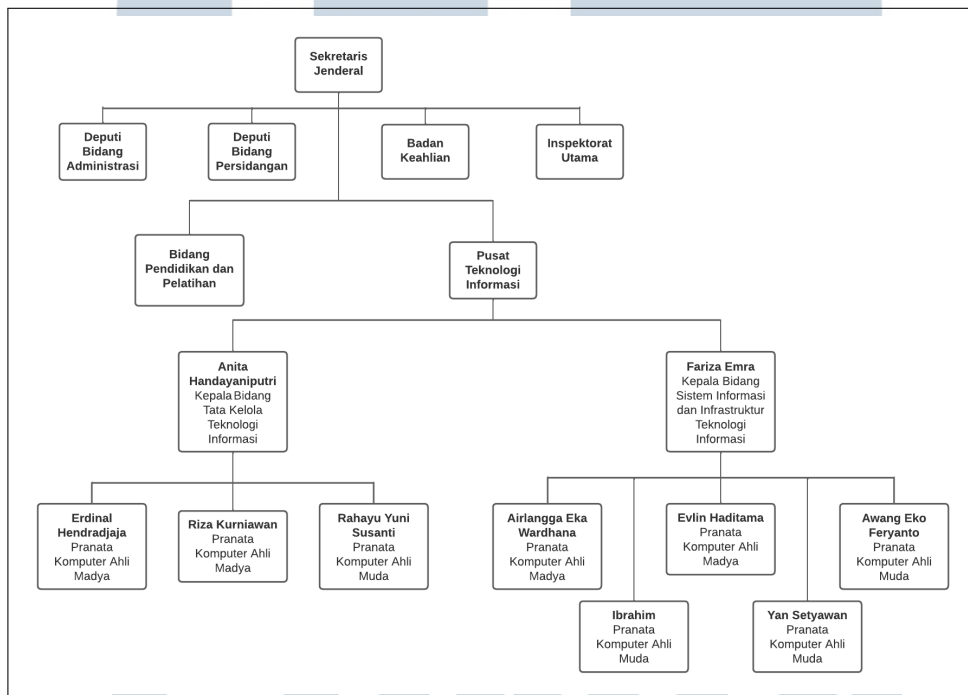 Sekretaris
Jenderal
Deputi
Bidang
Administrasi
Deputi
Bidang
Persidangan
Badan
Keahlian
Inspektorat
Utama
Bidang
Pendidikan dan
Pelatihan
Pusat
Teknologi
Informasi
Anita
Handayaniputri
Kepala Bidang
Tata Kelola
Teknologi
Informasi
Fariza Emra
Kepala Bidang
Sistem Informasi
dan Infrastruktur
Teknologi
Informasi
Erdinal
Hendradjaja
Pranata
Komputer Ahli
Madya
Riza Kurniawan
Pranata
Komputer Ahli
Madya
Rahayu Yuni
Susanti
Pranata
Komputer Ahli
Muda
Airlangga Eka
Wardhana
Pranata
Komputer Ahli
Madya
Evlin Haditama
Pranata
Komputer Ahli
Madya
Awang Eko
Feryanto
Pranata
Komputer Ahli
Muda
Ibrahim
Pranata
Komputer Ahli
Muda
Yan Setyawan
Pranata
Komputer Ahli
Muda